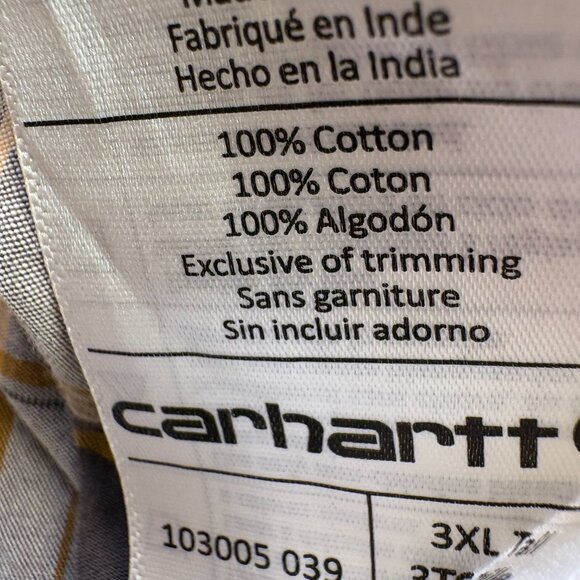 Fabriqué en Inde
Hecho en la India
100% Cotton
100% Coton
100% Algodón
Exclusive of trimming
Sans garniture
Sin incluir adorno
carhartt
103005 039
3XL